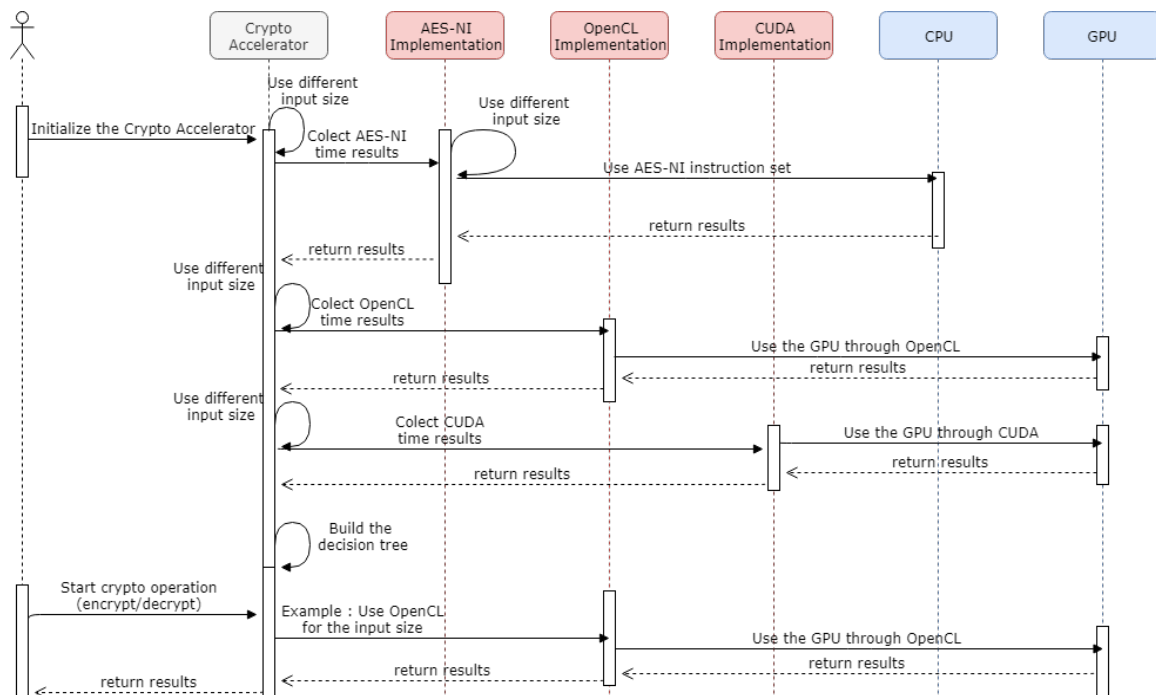 Crypto
Accelerator
AES-NI
Implementation
OpenCL
Implementation
CUDA
Implementation
CPU
GPU
Use different
input size
Use different
input size
Initialize the Crypto Accelerator
Colect AES-NI
time results
Use AES-NI instruction set
return results
return results
Use different
input size
Colect OpenCL
time results
Use the GPU through OpenCL
return results
return results
Use different
input size
Colect CUDA
time results
Use the GPU through CUDA
return results
return results
Build the
decision tree
Start crypto operation
(encrypt/decrypt)
Example : Use OpenCL
for the input size
Use the GPU through OpenCL
return results
return results
return results